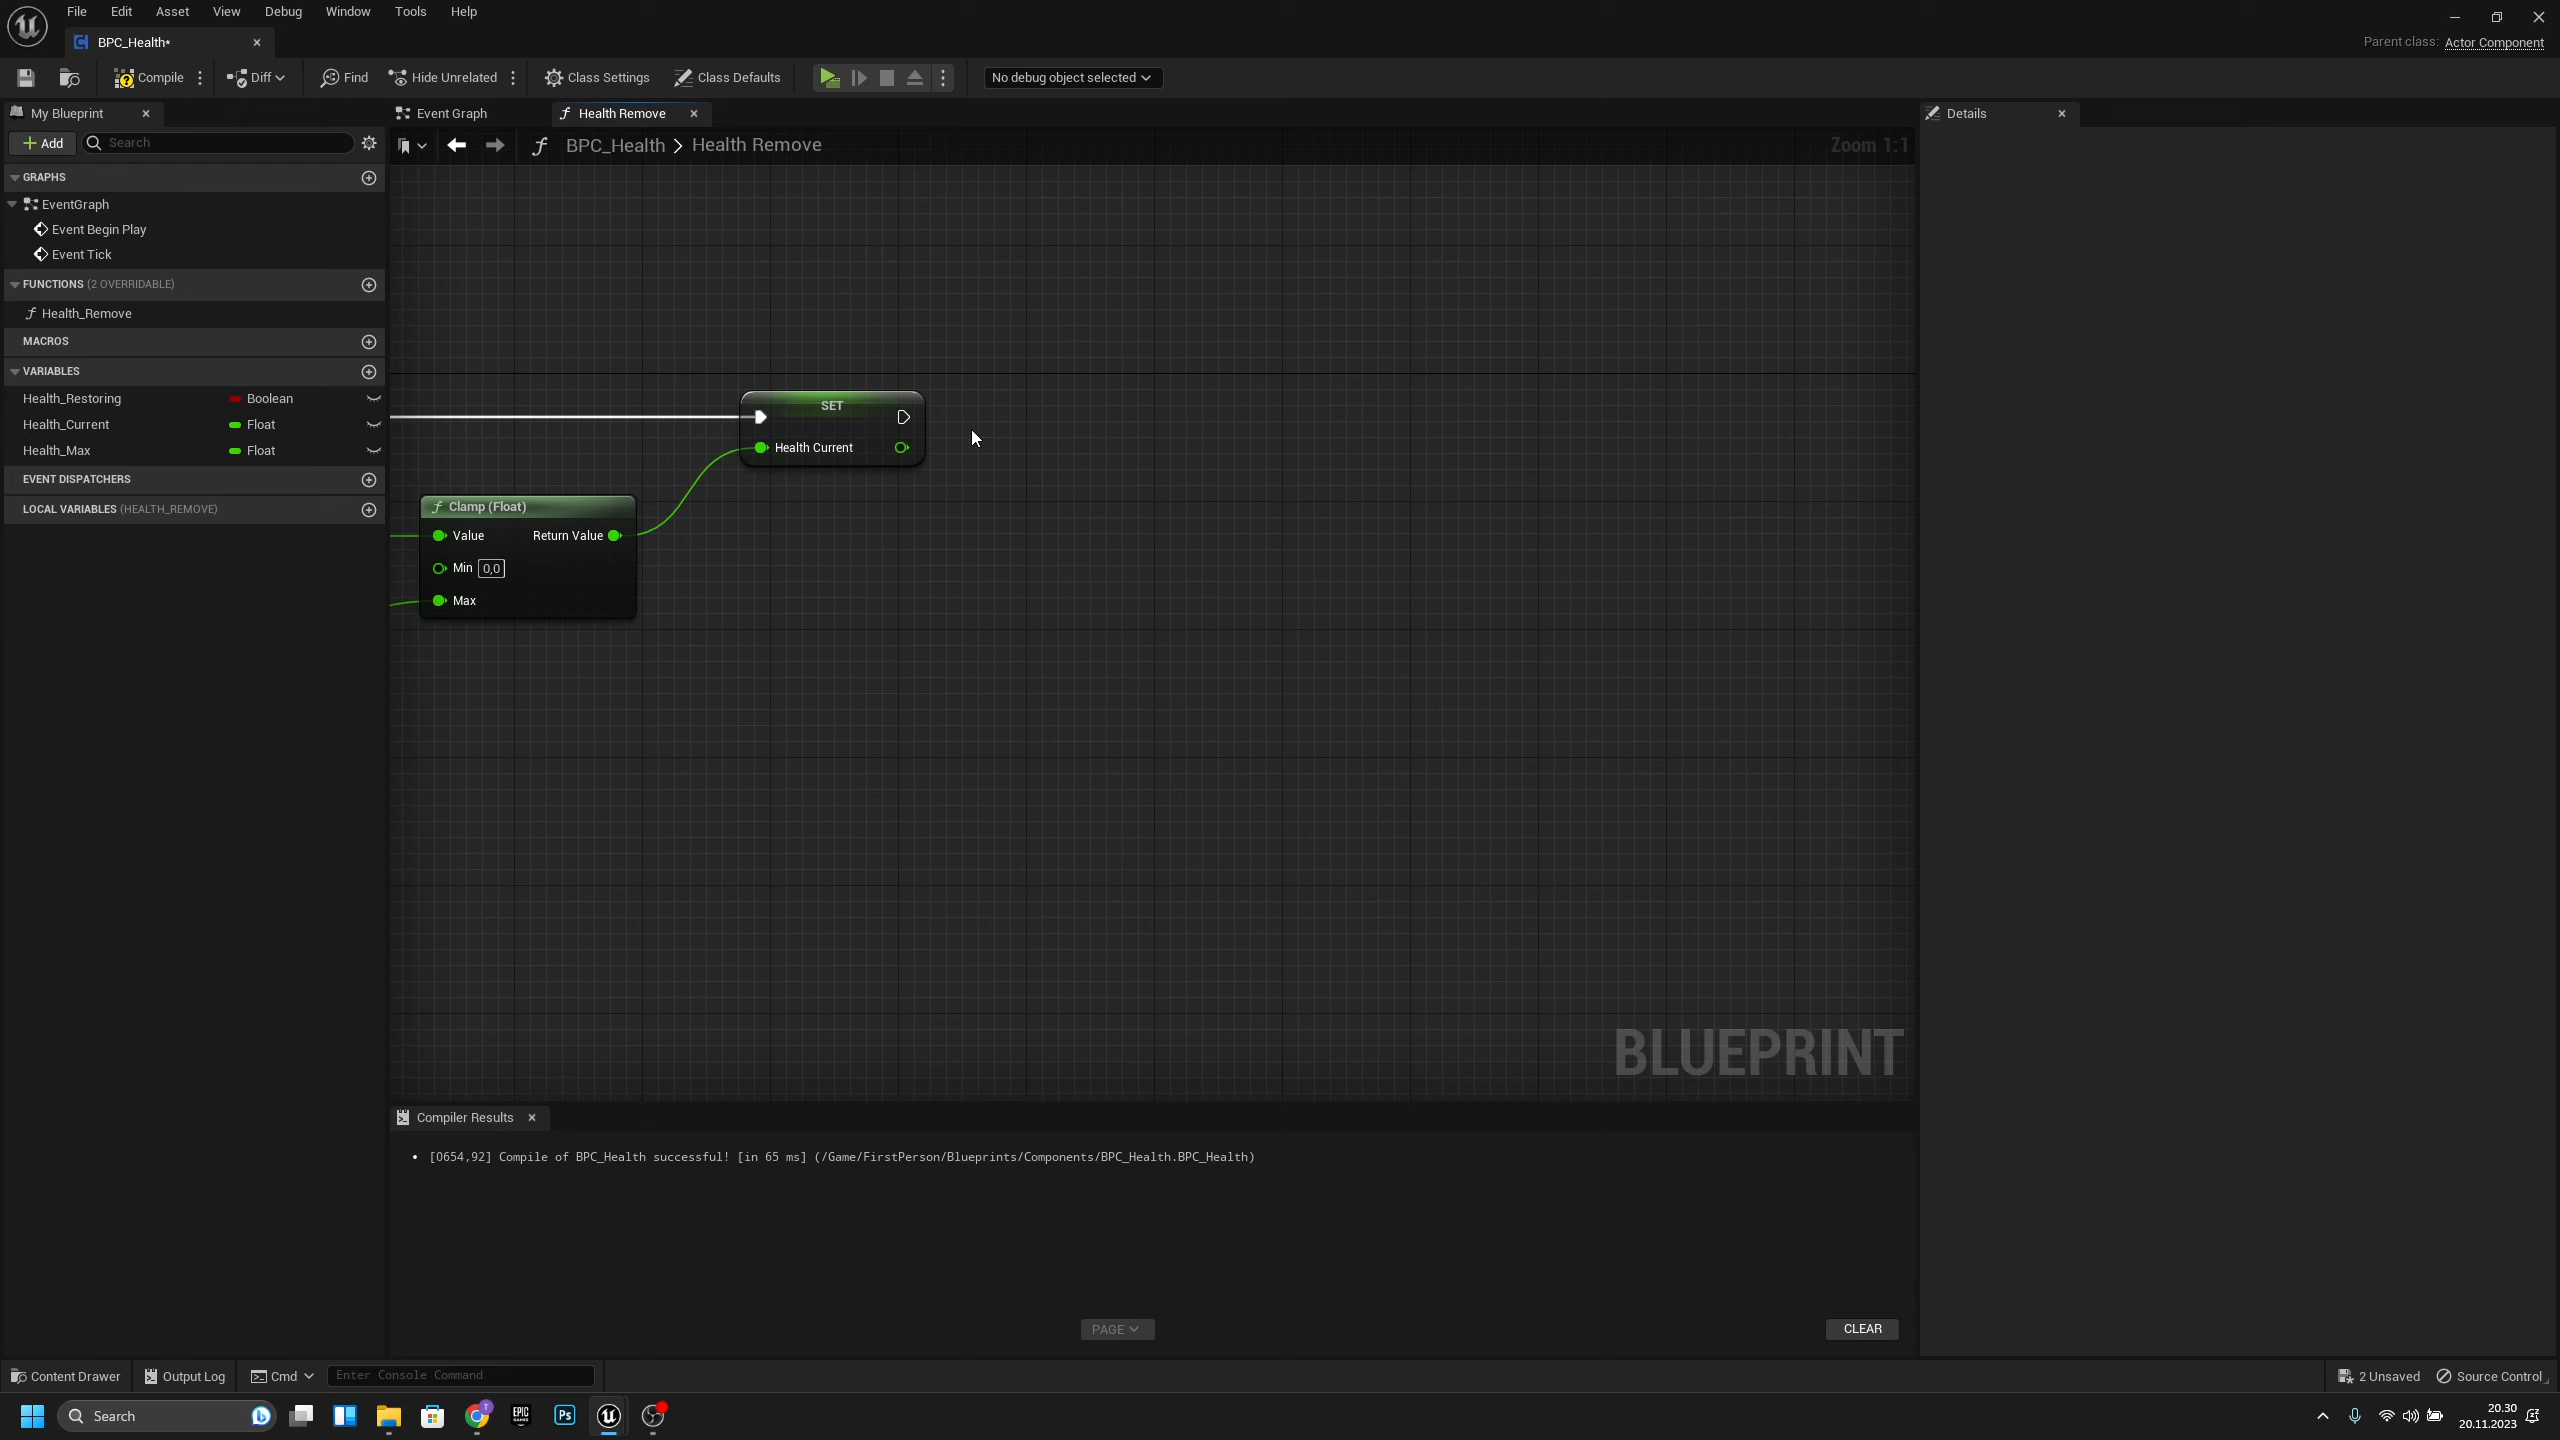 File Edit Asset View Debug Window Tools Help
BPC_Health*
Parent class: Actor Component
Compile Diff Find Hide Unrelated Class Settings Class Defaults No debug object selected
My Blueprint Event Graph Health Remove Details
Add Search BPC_Health > Health Remove Zoom 1:1
GRAPHS
EventGraph
Event Begin Play
Event Tick
FUNCTIONS (2 OVERRIDABLE)
Health_Remove
MACROS
VARIABLES
Health_Restoring Boolean
Health_Current Float
Health_Max Float
EVENT DISPATCHERS
LOCAL VARIABLES (HEALTH_REMOVE)
SET
Health Current
Clamp (Float)
Value Return Value
Min 0,0
Max
BLUEPRINT
Compiler Results
• [0654,92] Compile of BPC_Health successful! [in 65 ms] (/Game/FirstPerson/Blueprints/Components/BPC_Health.BPC_Health)
PAGE CLEAR
Content Drawer Output Log Cmd Enter Console Command 2 Unsaved Source Control
Search T EPIC GAMES Ps 20.30
20.11.2023